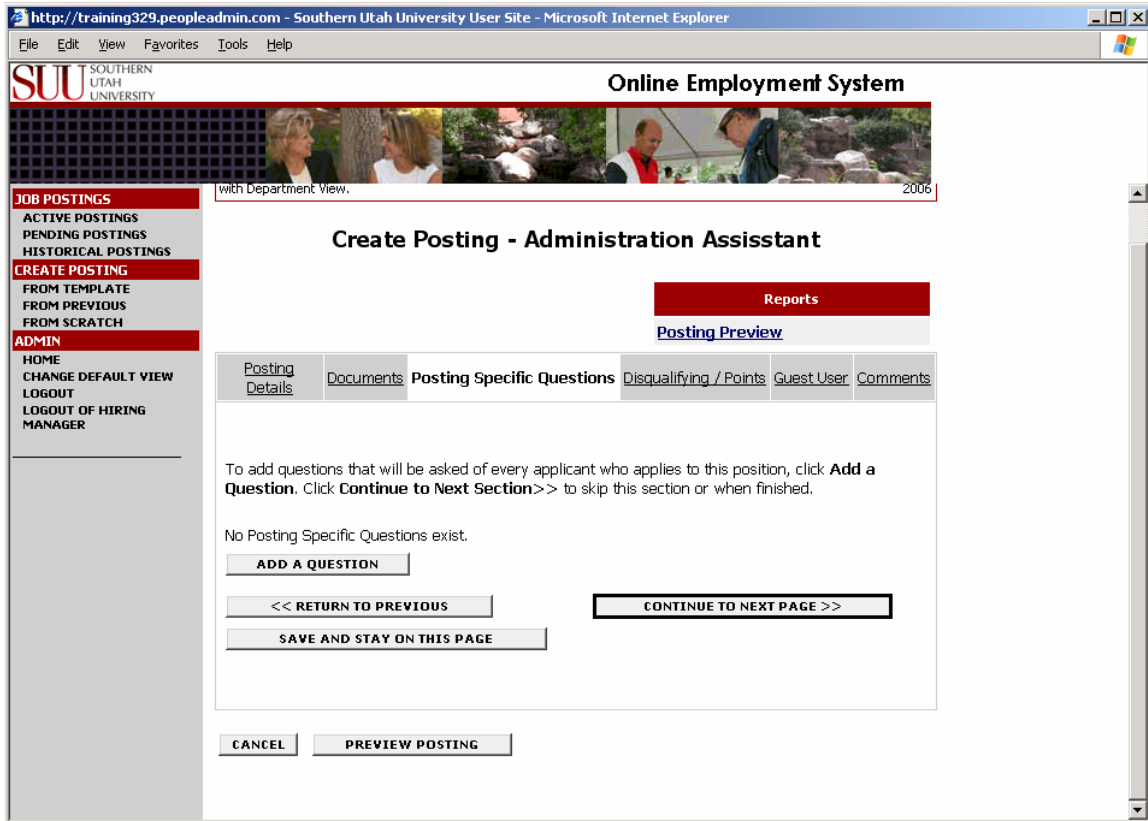 http://training329.peopleadmin.com - Southern Utah University User Site - Microsoft Internet Explorer
File Edit View Favorites Tools Help
SUU SOUTHERN
UTAH
UNIVERSITY
Online Employment System
with Department View. 2006
JOB POSTINGS
ACTIVE POSTINGS
PENDING POSTINGS
HISTORICAL POSTINGS
CREATE POSTING
FROM TEMPLATE
FROM PREVIOUS
FROM SCRATCH
ADMIN
HOME
CHANGE DEFAULT VIEW
LOGOUT
LOGOUT OF HIRING
MANAGER
Create Posting - Administration Assisstant
Reports
Posting Preview
Posting
Details
Documents Posting Specific Questions Disqualifying / Points Guest User Comments
To add questions that will be asked of every applicant who applies to this position, click Add a
Question. Click Continue to Next Section>> to skip this section or when finished.
No Posting Specific Questions exist.
ADD A QUESTION
<< RETURN TO PREVIOUS CONTINUE TO NEXT PAGE >>
SAVE AND STAY ON THIS PAGE
CANCEL PREVIEW POSTING